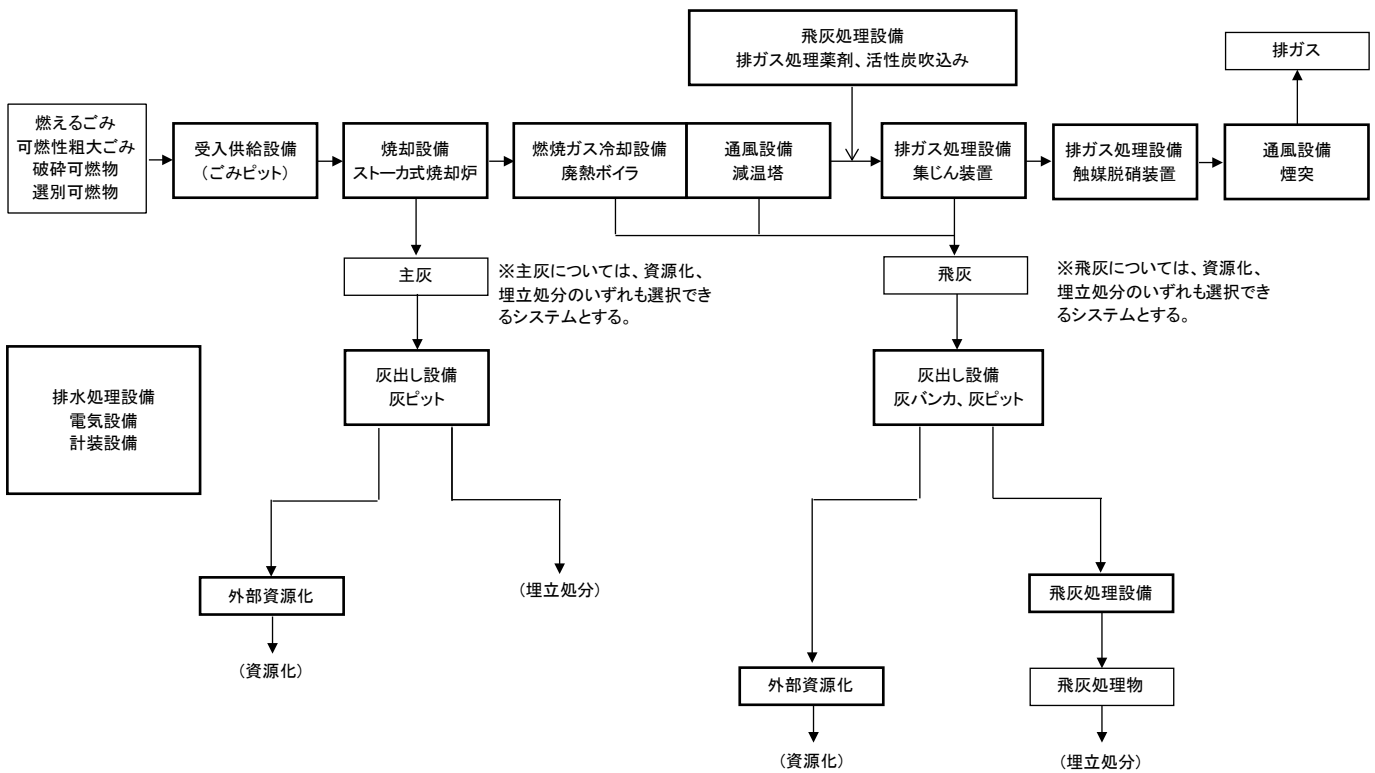 飛灰処理設備
排ガス処理薬剤、活性炭吹込み
排ガス
燃えるごみ
可燃性粗大ごみ
破砕可燃物
選別可燃物
受入供給設備
（ごみピット）
焼却設備
ストーカ式焼却炉
燃焼ガス冷却設備
廃熱ボイラ
通風設備
減温塔
排ガス処理設備
集じん装置
排ガス処理設備
触媒脱硝装置
通風設備
煙突
主灰
※主灰については、資源化、
埋立処分のいずれも選択でき
るシステムとする。
飛灰
※飛灰については、資源化、
埋立処分のいずれも選択でき
るシステムとする。
排水処理設備
電気設備
計装設備
灰出し設備
灰ピット
灰出し設備
灰バンカ、灰ピット
外部資源化
（埋立処分）
飛灰処理設備
（資源化）
外部資源化
飛灰処理物
（資源化）
（埋立処分）